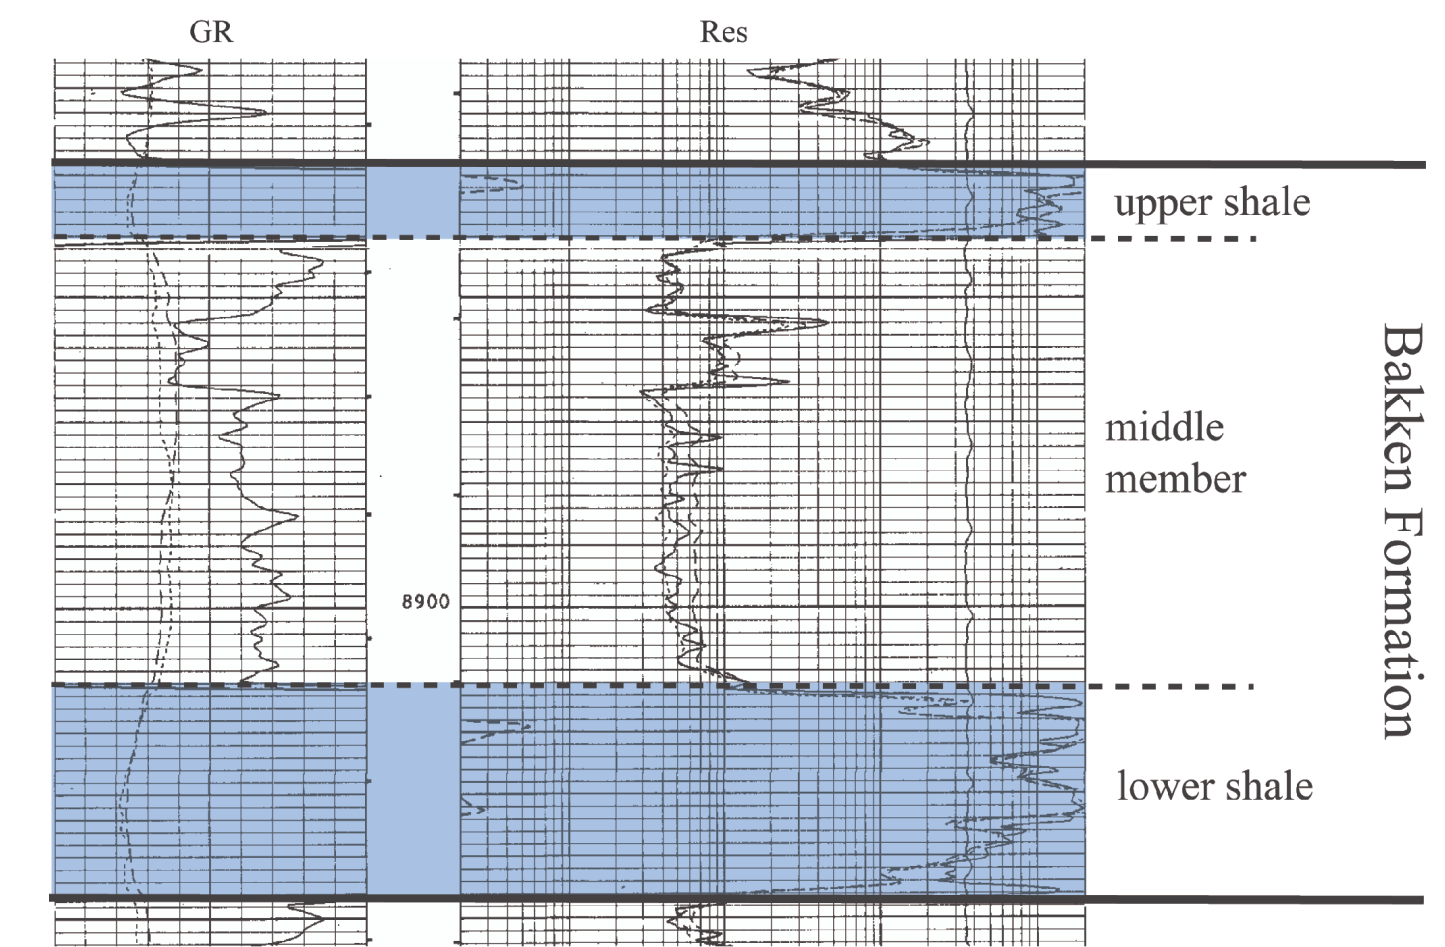 GR
Res
upper shale
middle
member
8900
lower shale
Bakken Formation